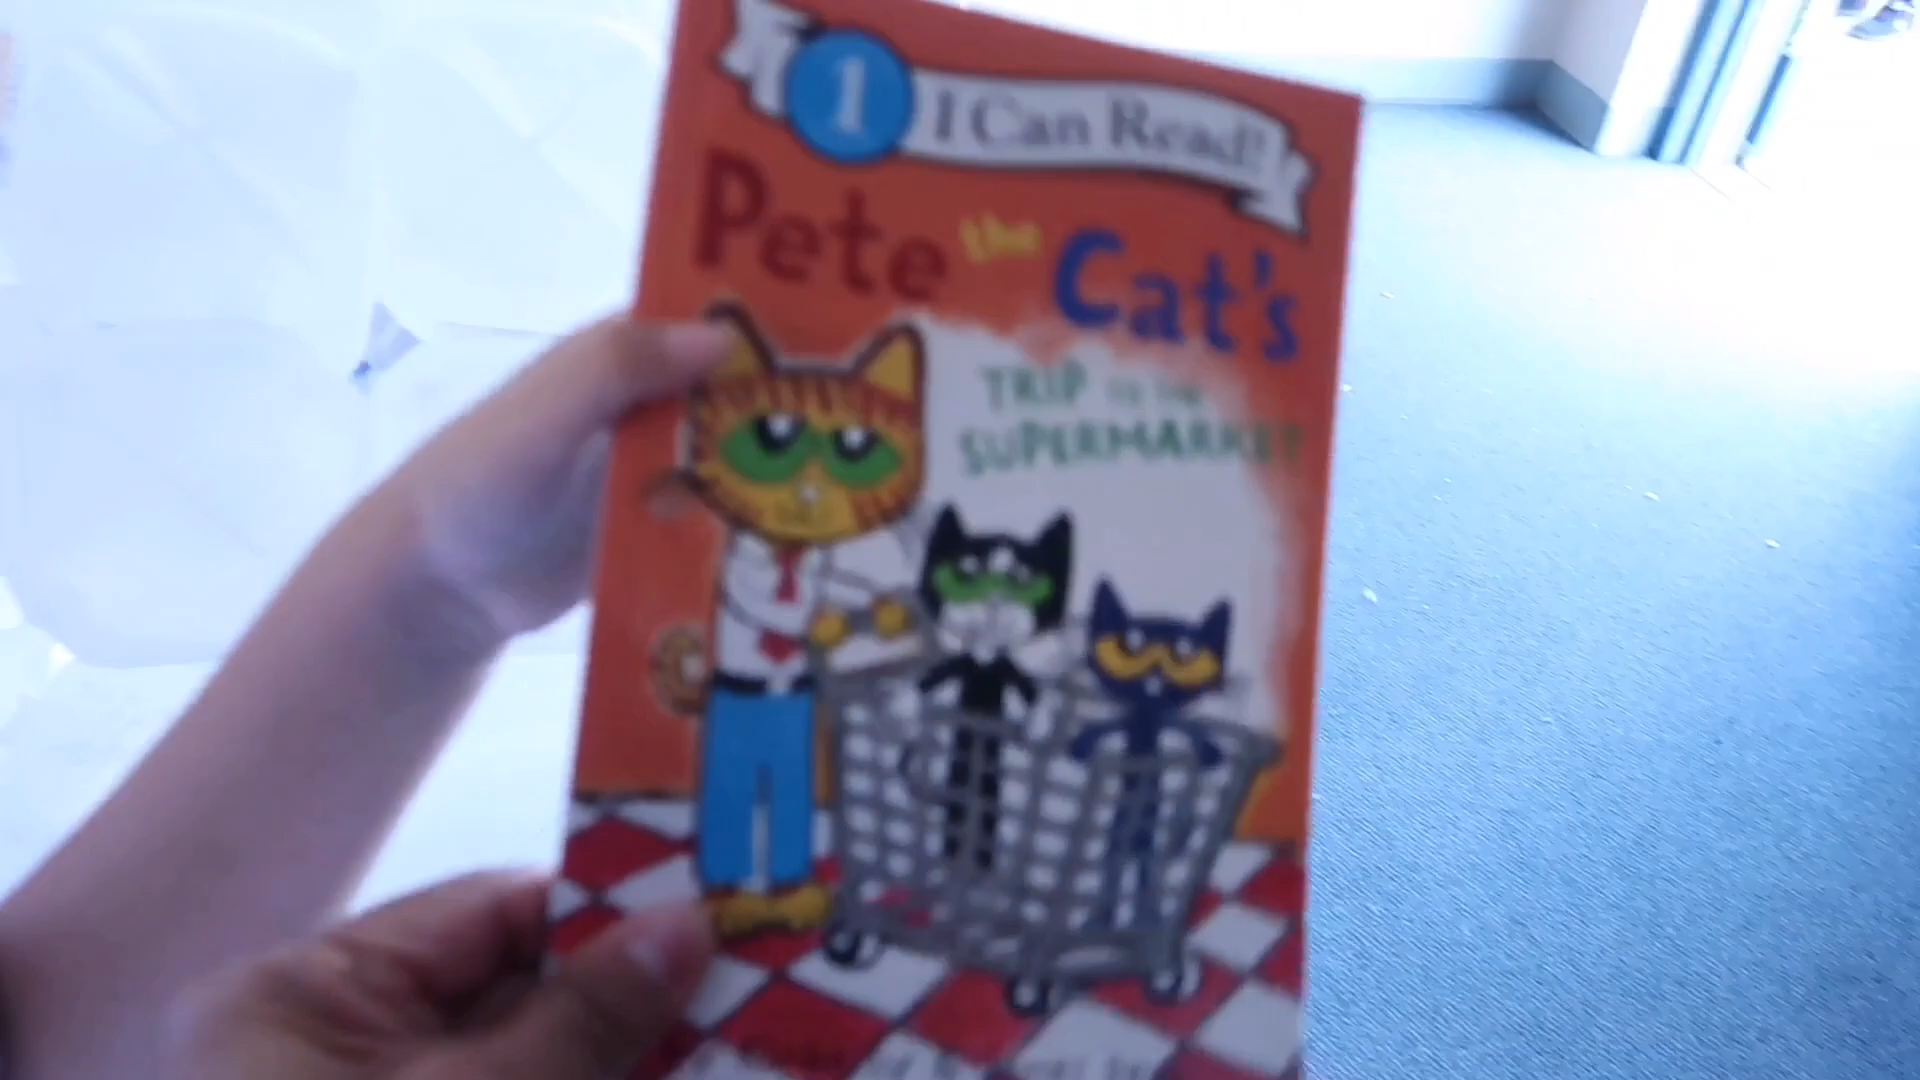 1
I Can Read!
Pete the Cat's
TRIP TO THE
SUPERMARKET